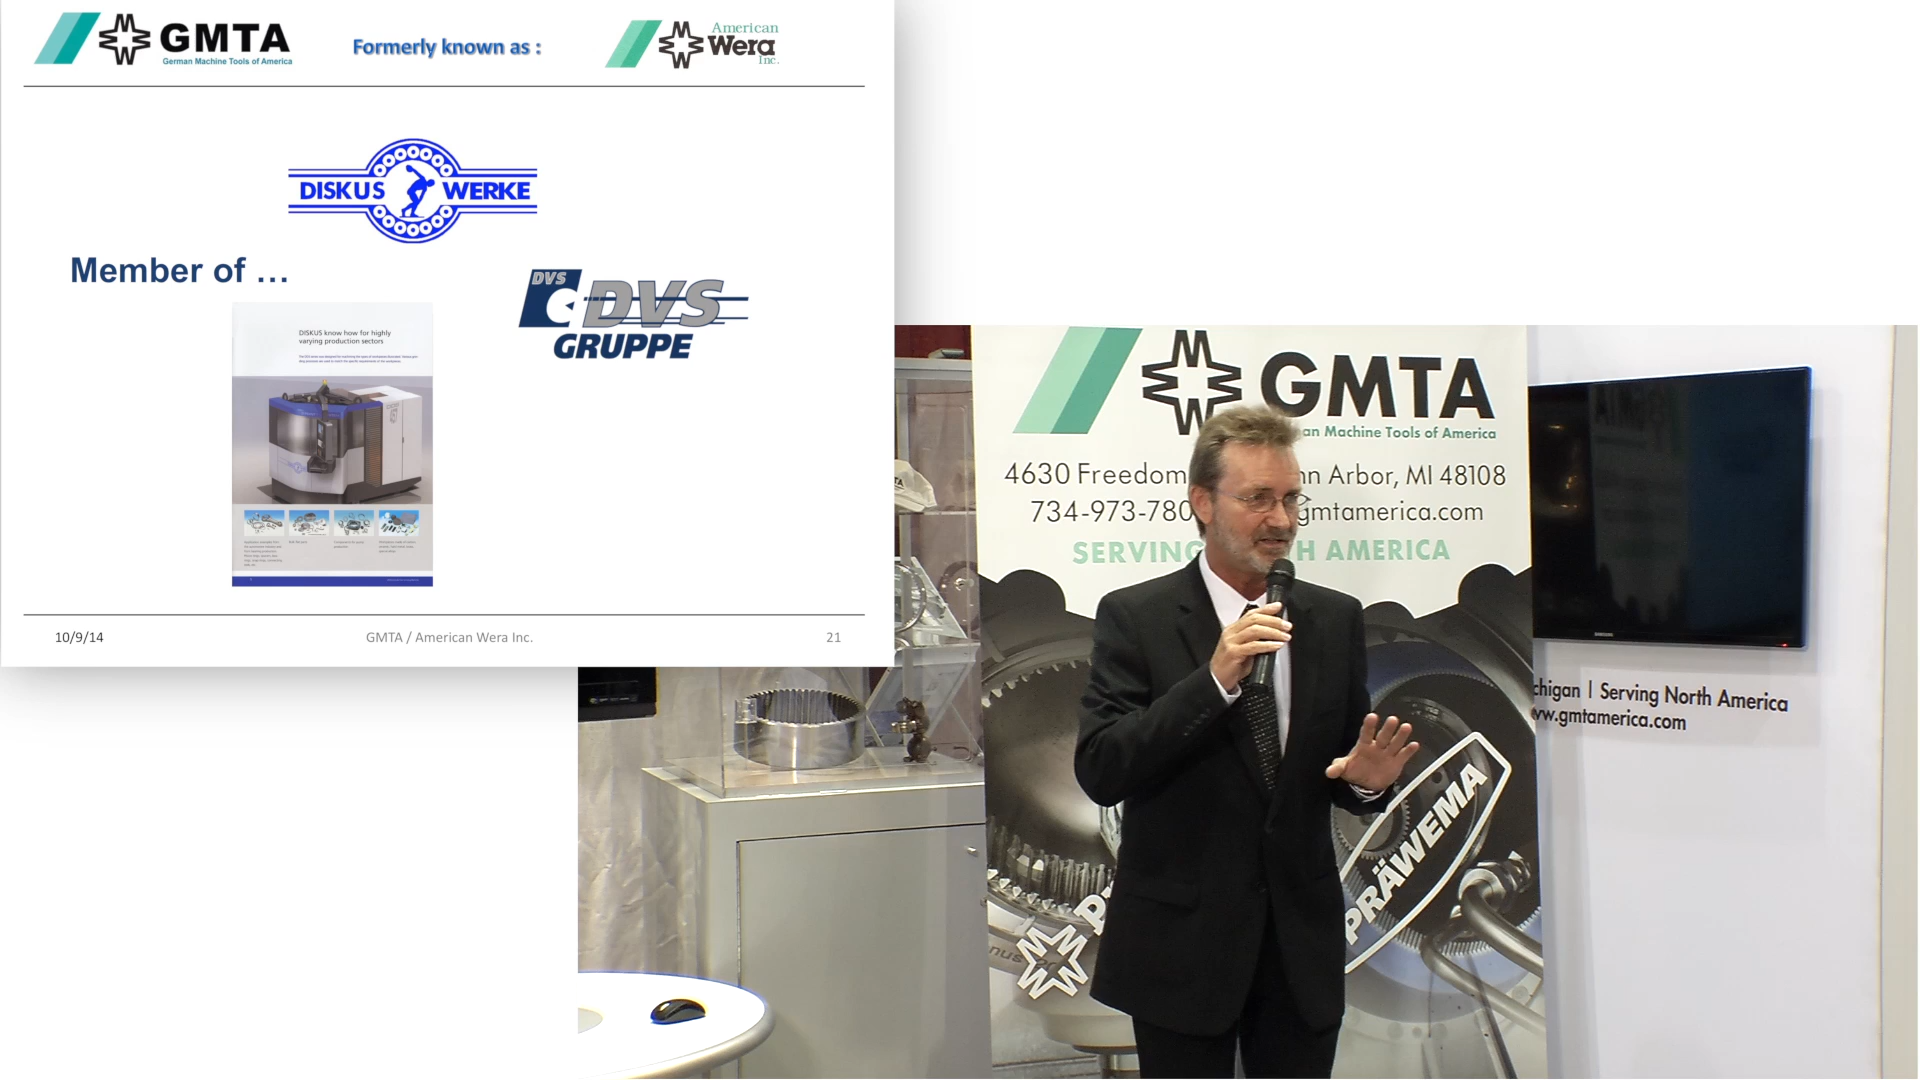 GMTA
German Machine Tools of America
Formerly known as :
American
Wera
Inc.
DISKUS WERKE
Member of ...
DVS
DVS
GRUPPE
DISKUS know how for highly
varying production sectors
10/9/14
GMTA / American Wera Inc.
21
GMTA
an Machine Tools of America
4630 Freedom nn Arbor, MI 48108
734-973-780 gmtamerica.com
SERVING H AMERICA
PRÄWEMA
SAMSUNG
chigan | Serving North America
www.gmtamerica.com